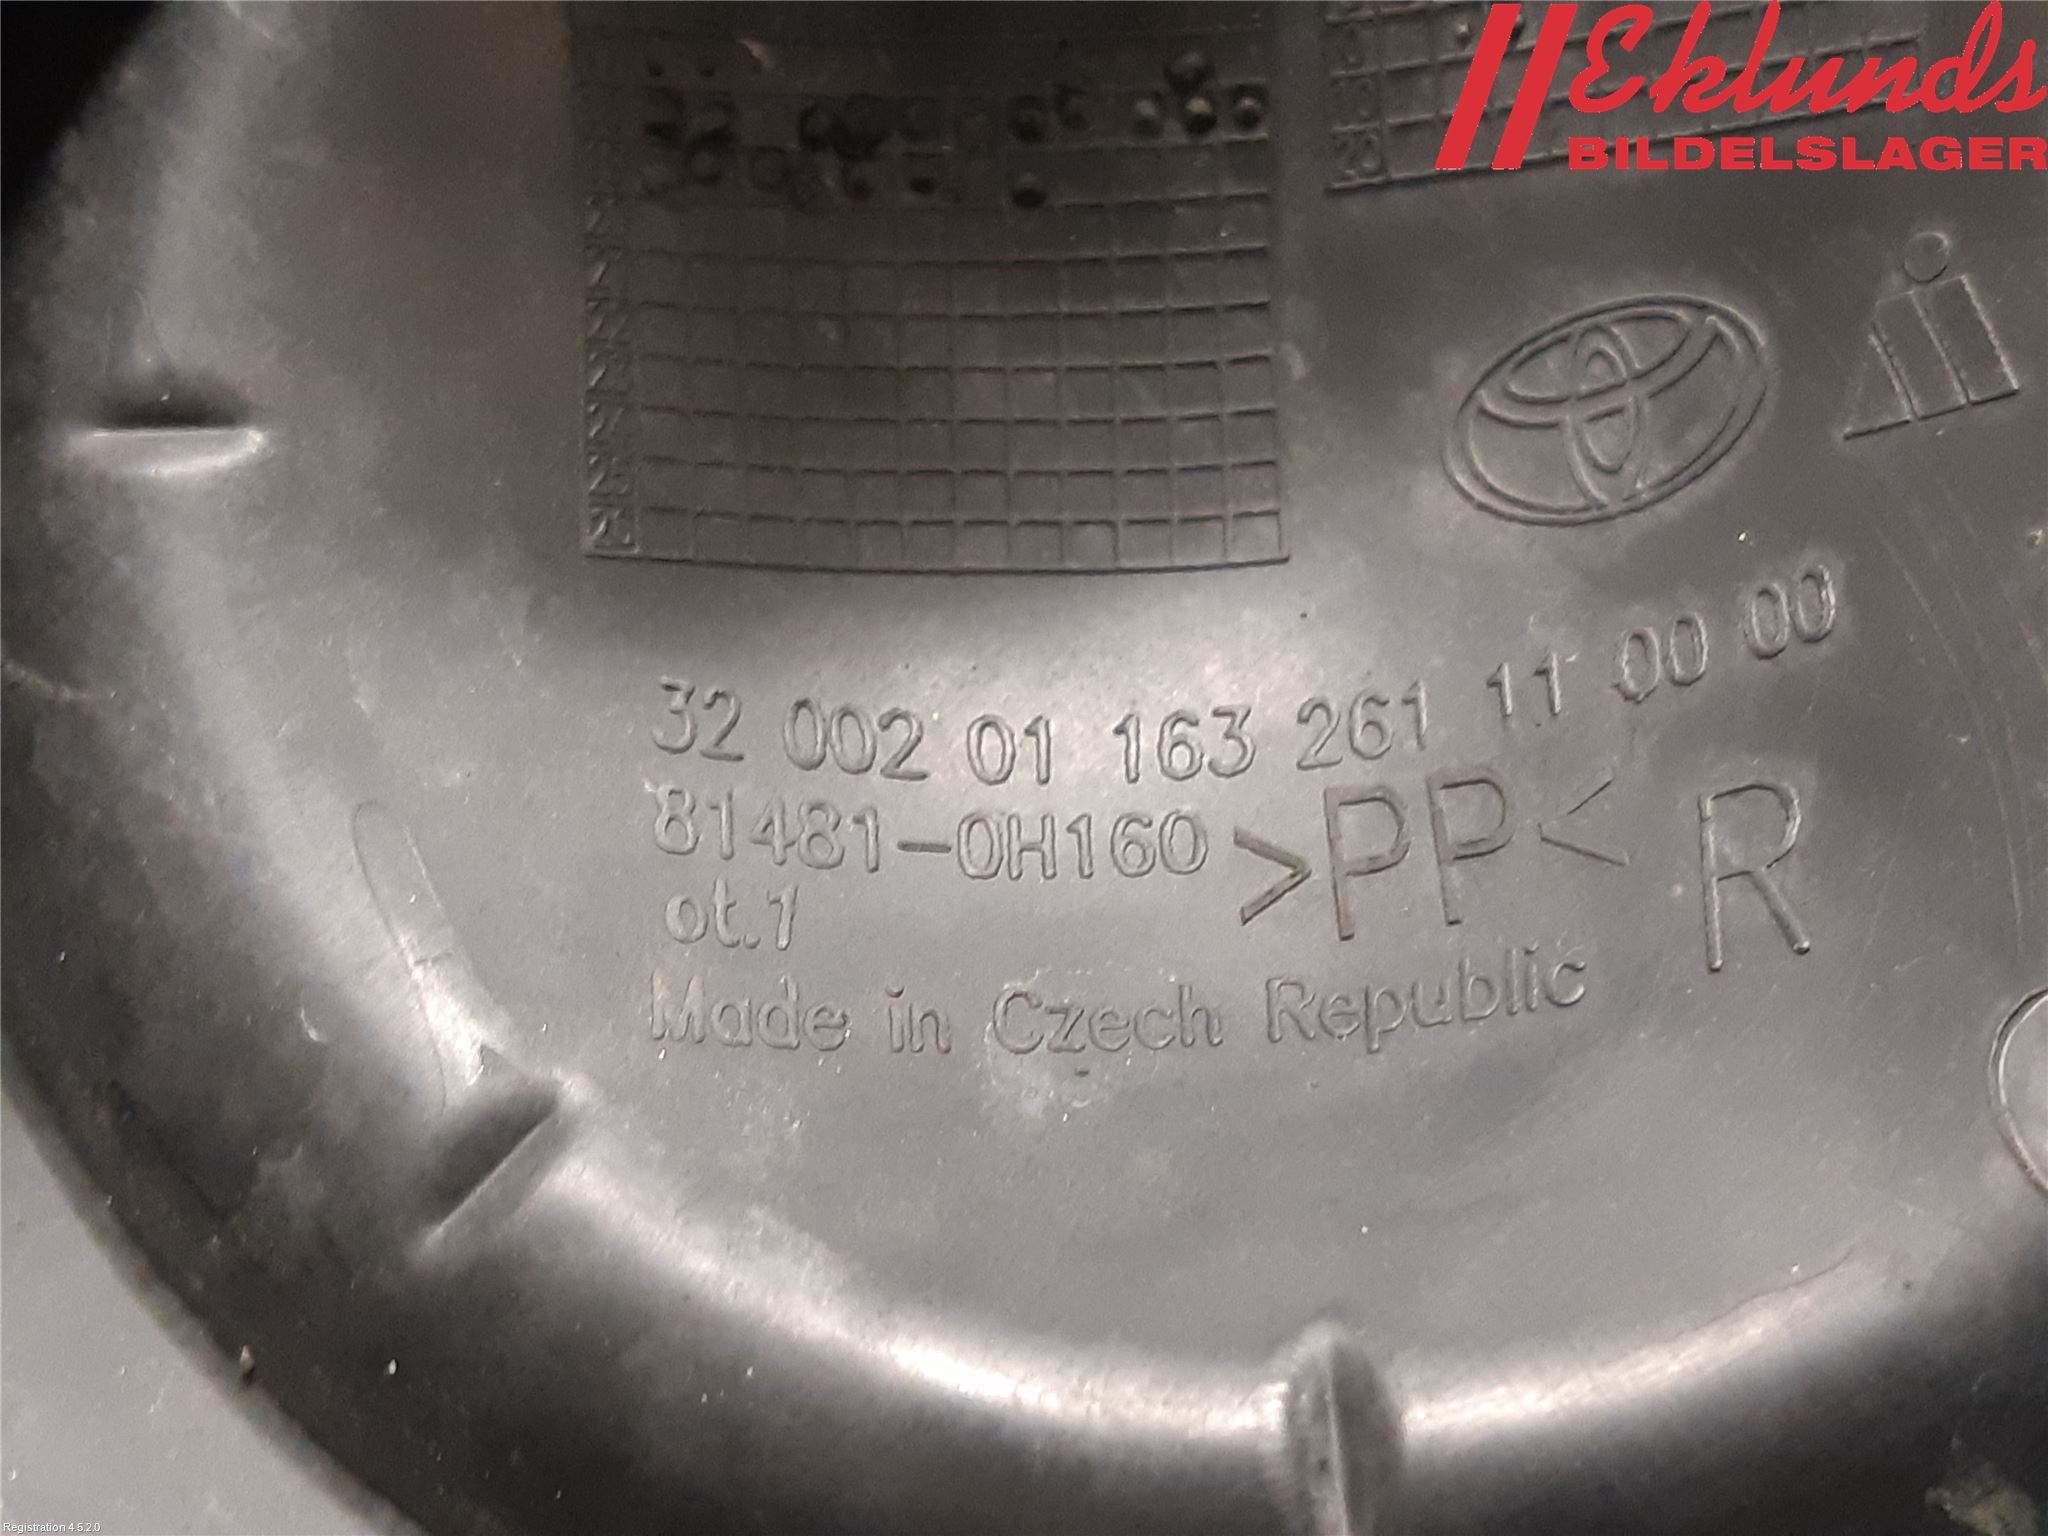 Eklunds
BILDELSLAGER
20
32 002 01 163 261 11 00 00
81481-0H160 >PP< R
ot.1
Made in Czech Republic
Registration 4.5.2.0